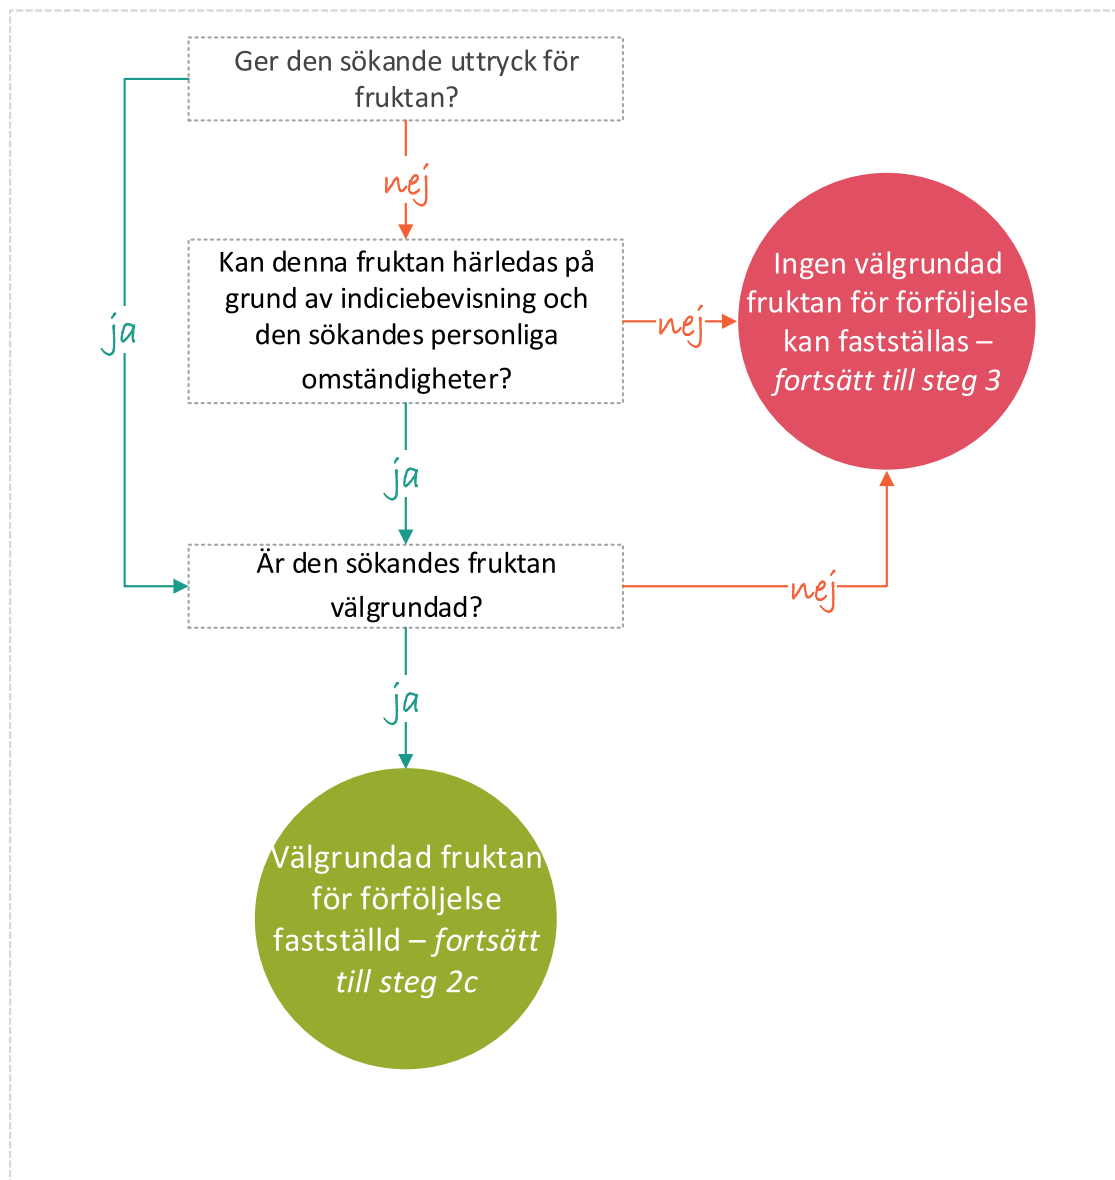 Ger den sökande uttryck för
fruktan?
nej
Kan denna fruktan härledas på
grund av indiciebevisning och
den sökandes personliga
omständigheter?
nej
Ingen välgrundad
fruktan för förföljelse
kan fastställas –
fortsätt till steg 3
ja
ja
Är den sökandes fruktan
välgrundad?
nej
ja
Välgrundad fruktan
för förföljelse
fastställd – fortsätt
till steg 2c